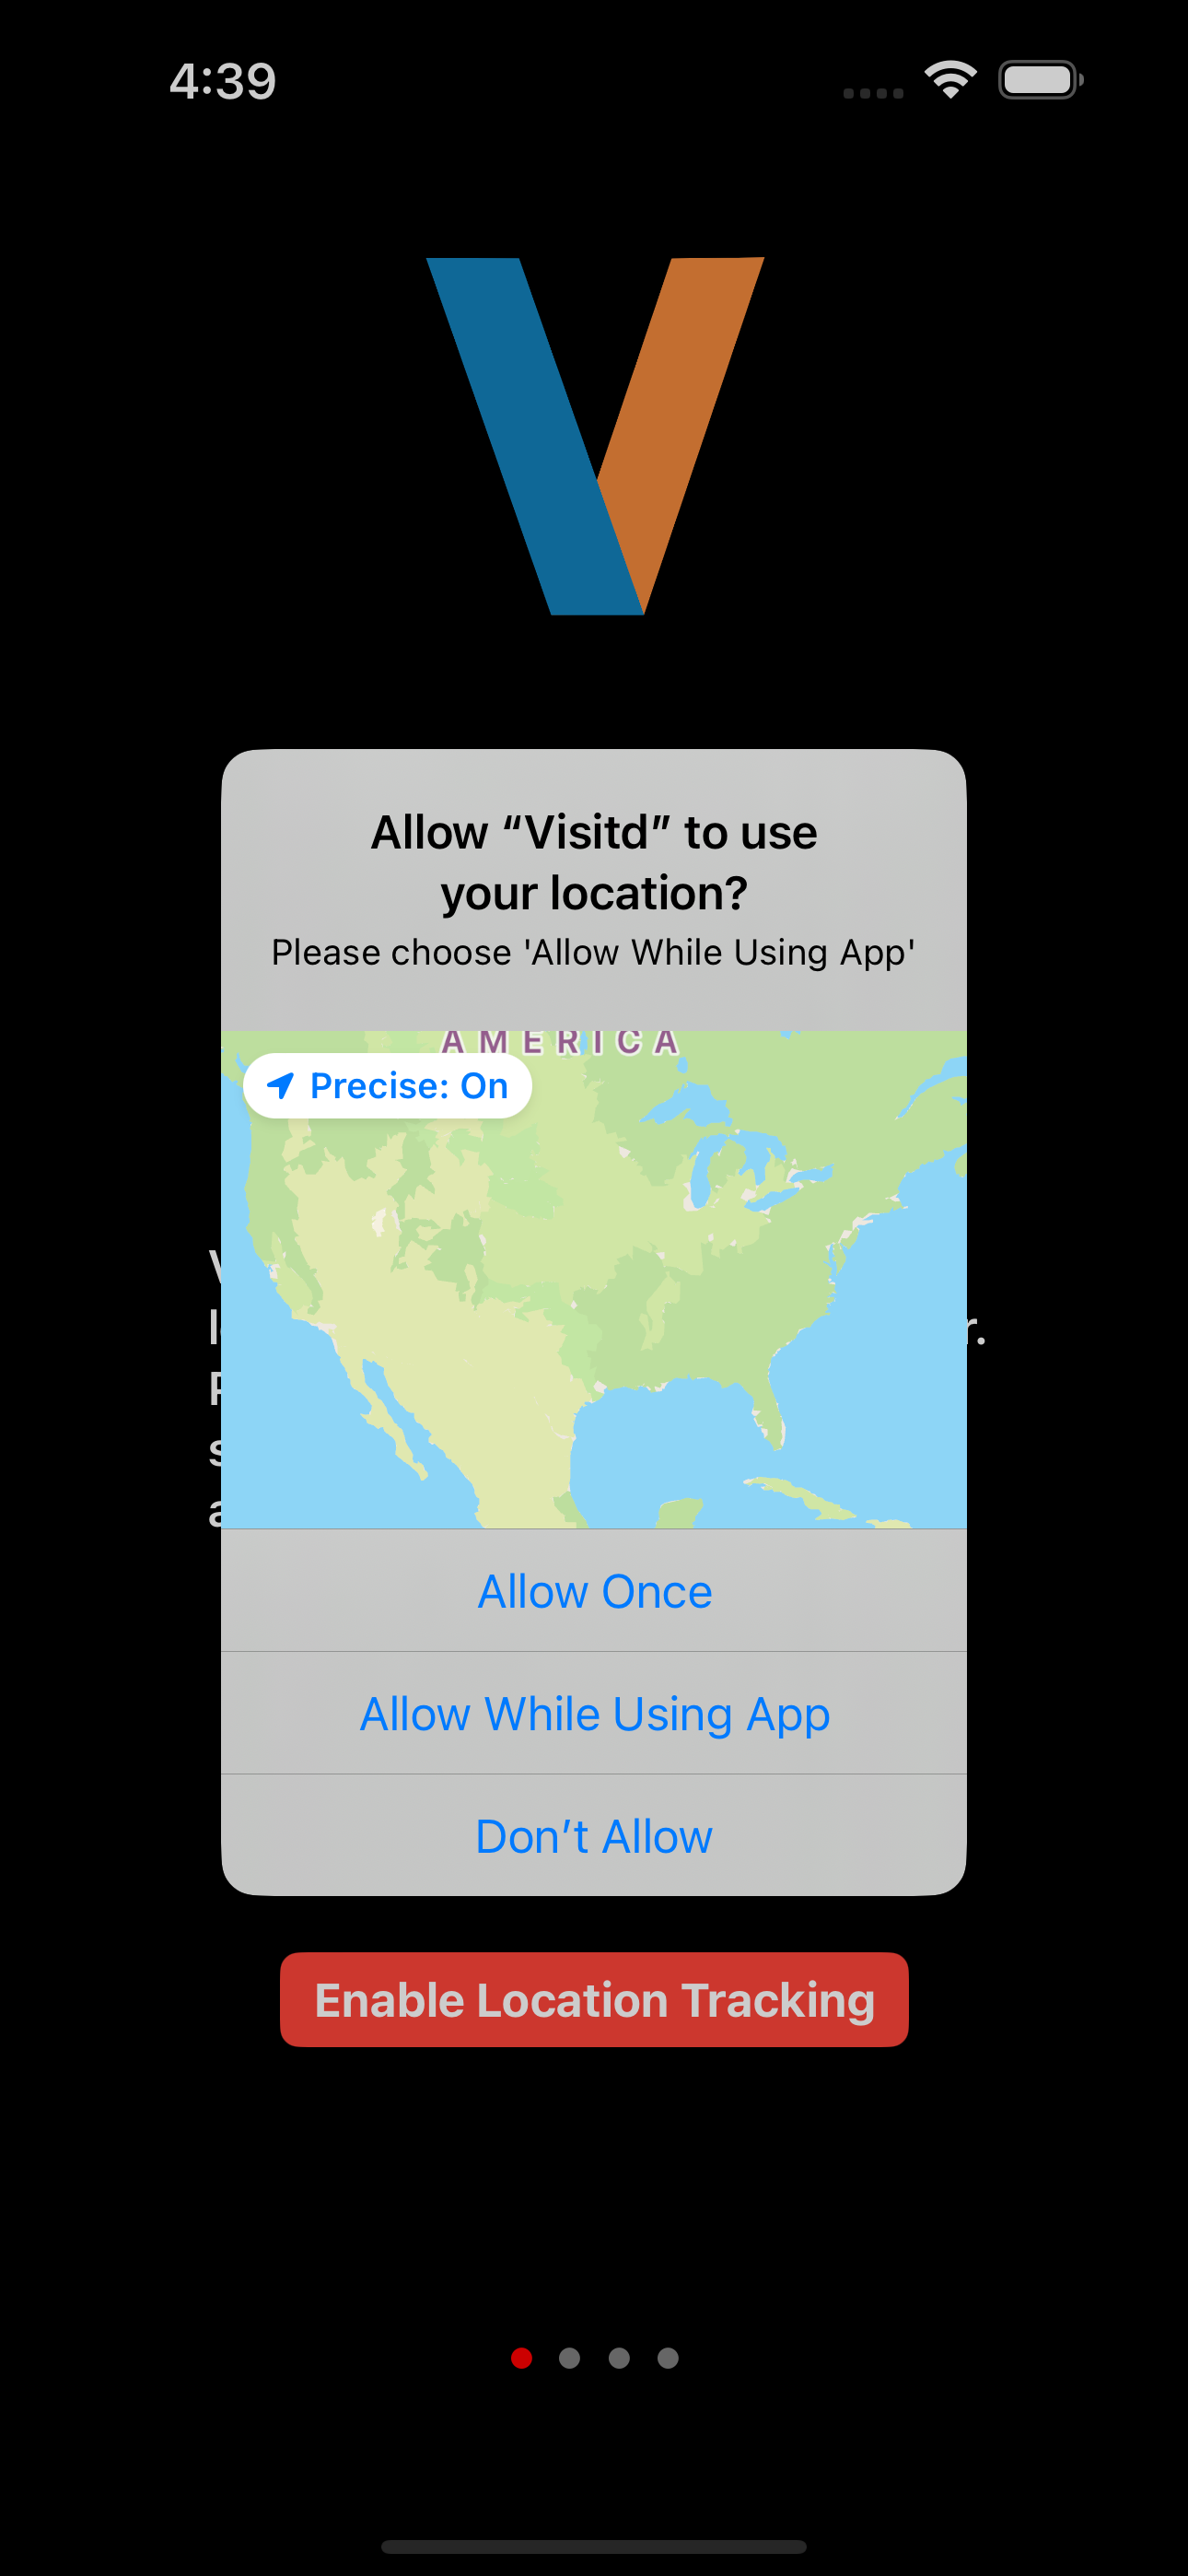 4:39
V
Allow “Visitd” to use
your location?
Please choose 'Allow While Using App'
AMERICA
Precise: On
r.
Allow Once
Allow While Using App
Don’t Allow
Enable Location Tracking